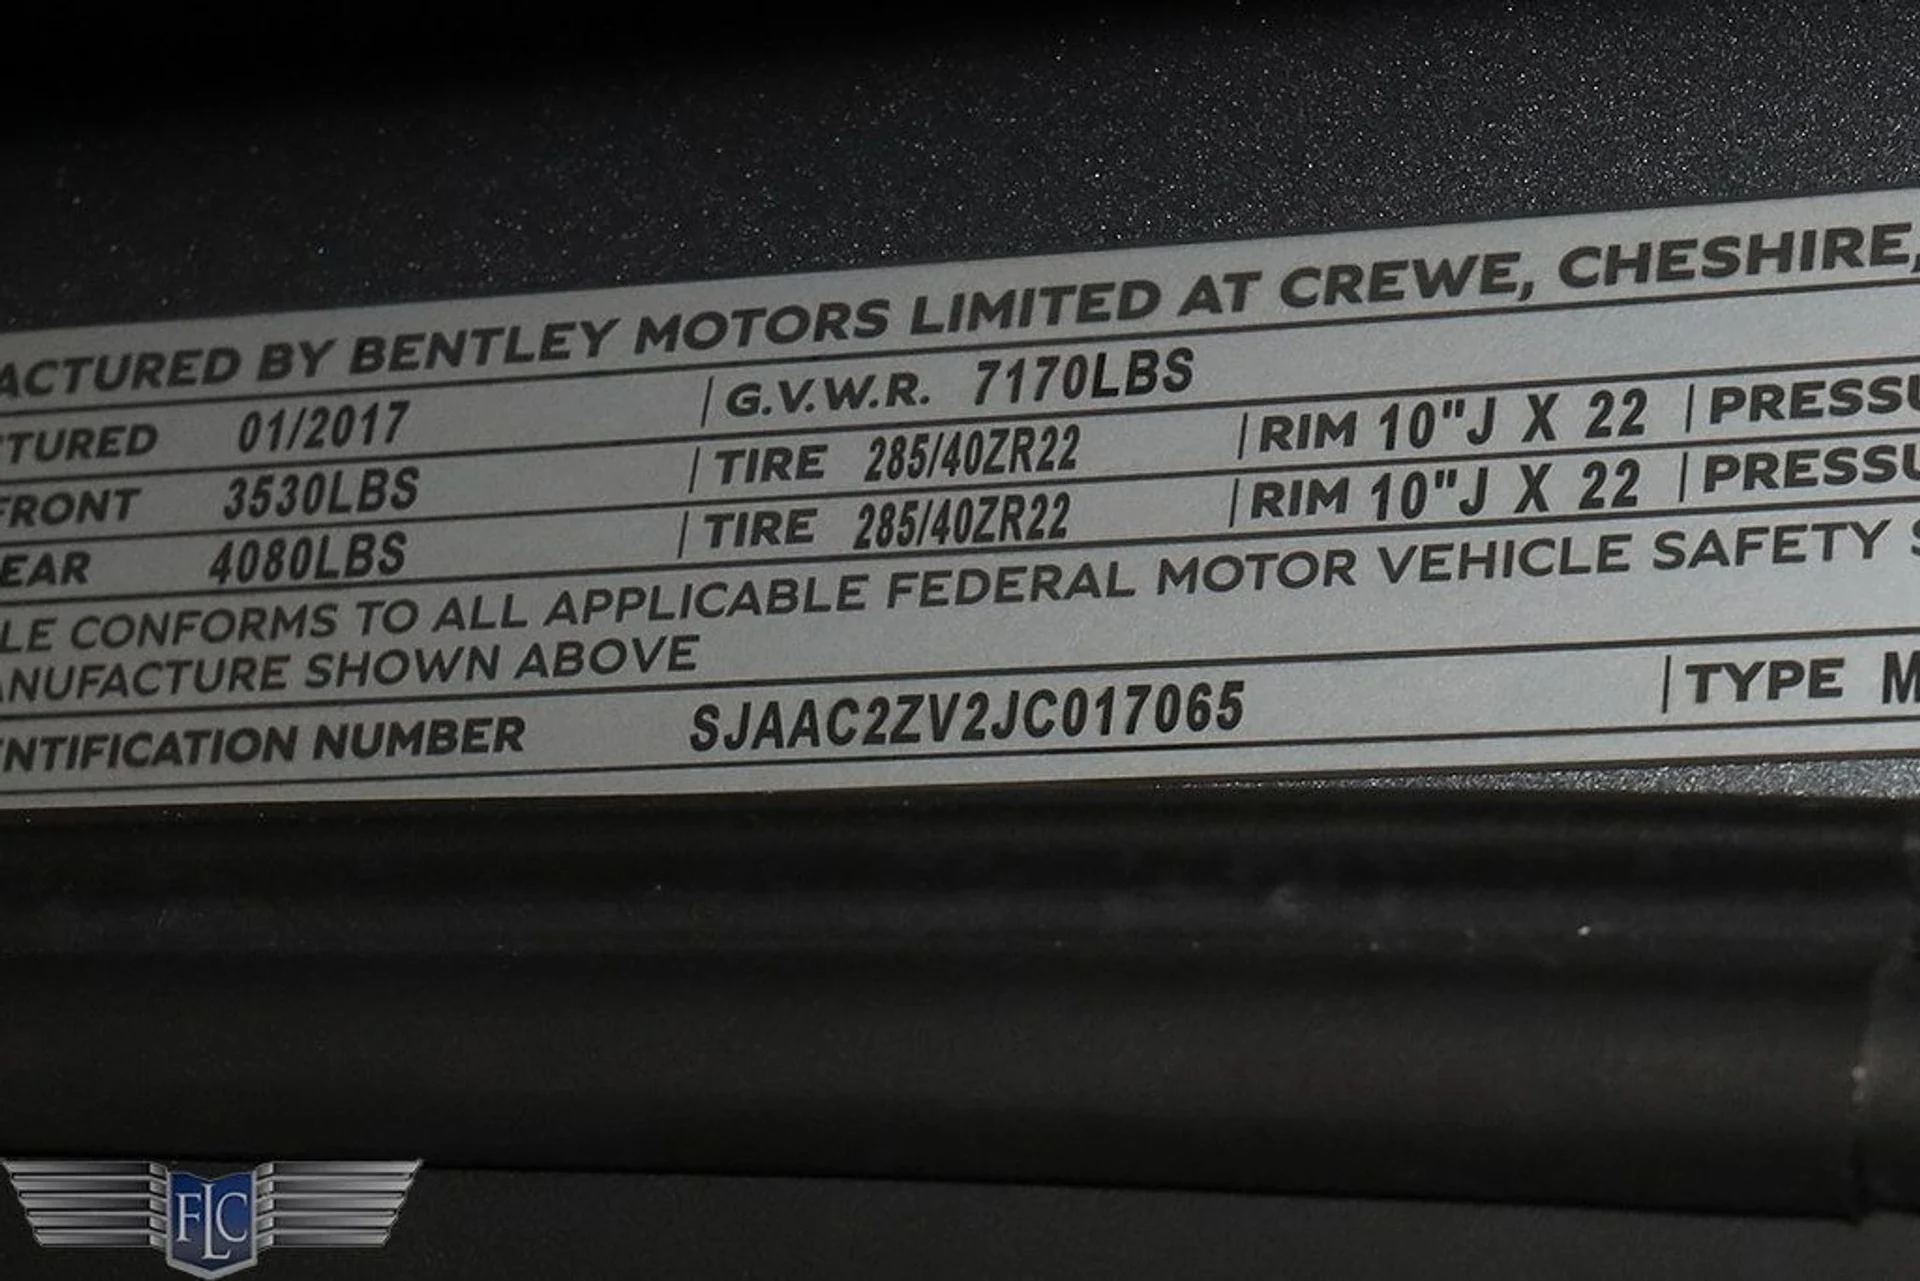 ACTURED BY BENTLEY MOTORS LIMITED AT CREWE, CHESHIRE,
TURED 01/2017 | G.V.W.R. 7170LBS
FRONT 3530LBS | TIRE 285/40ZR22 | RIM 10"J X 22 | PRESSU
EAR 4080LBS | TIRE 285/40ZR22 | RIM 10"J X 22 | PRESSU
LE CONFORMS TO ALL APPLICABLE FEDERAL MOTOR VEHICLE SAFETY S
ANUFACTURE SHOWN ABOVE
NTIFICATION NUMBER SJAAC2ZV2JC017065 | TYPE M
FLC